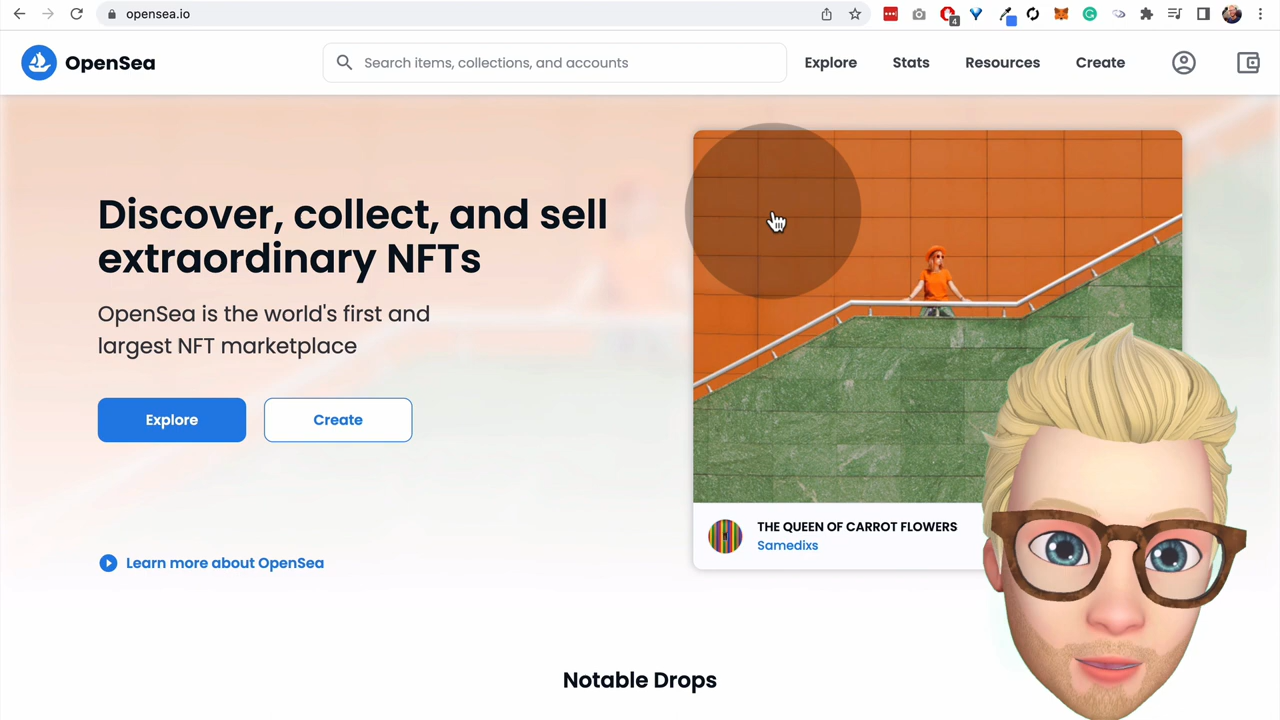 opensea.io
4
OpenSea
Search items, collections, and accounts
Explore
Stats
Resources
Create
Discover, collect, and sell
extraordinary NFTs
OpenSea is the world's first and
largest NFT marketplace
Explore
Create
Learn more about OpenSea
THE QUEEN OF CARROT FLOWERS
Samedixs
Notable Drops